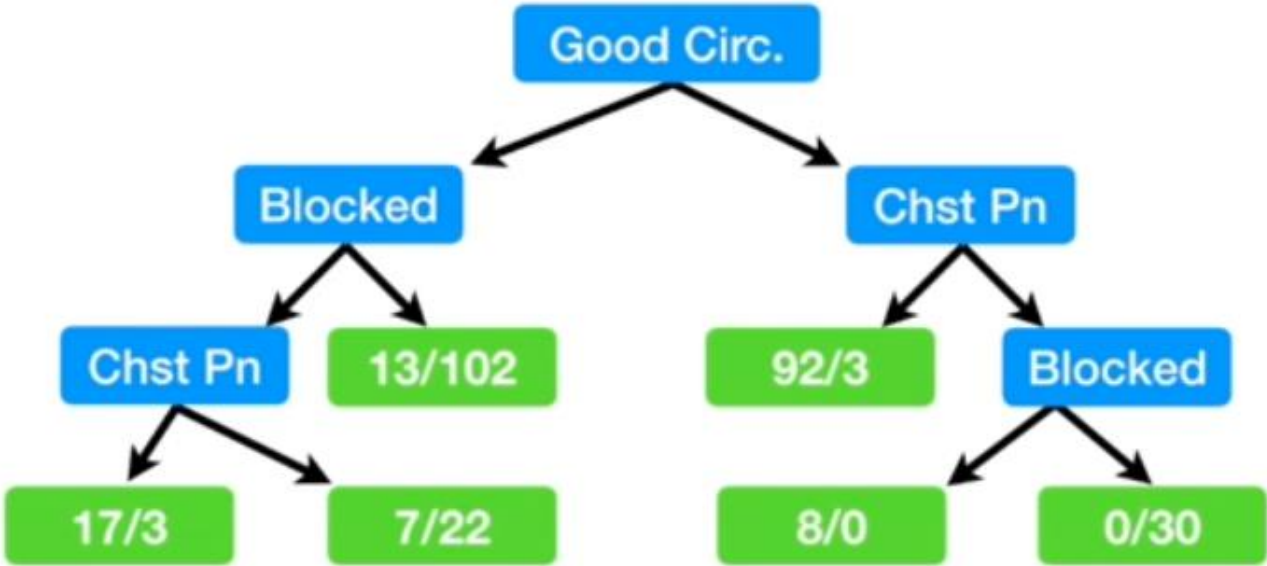 Good Circ.
Blocked
Chst Pn
Chst Pn
13/102
92/3
Blocked
17/3
7/22
8/0
0/30